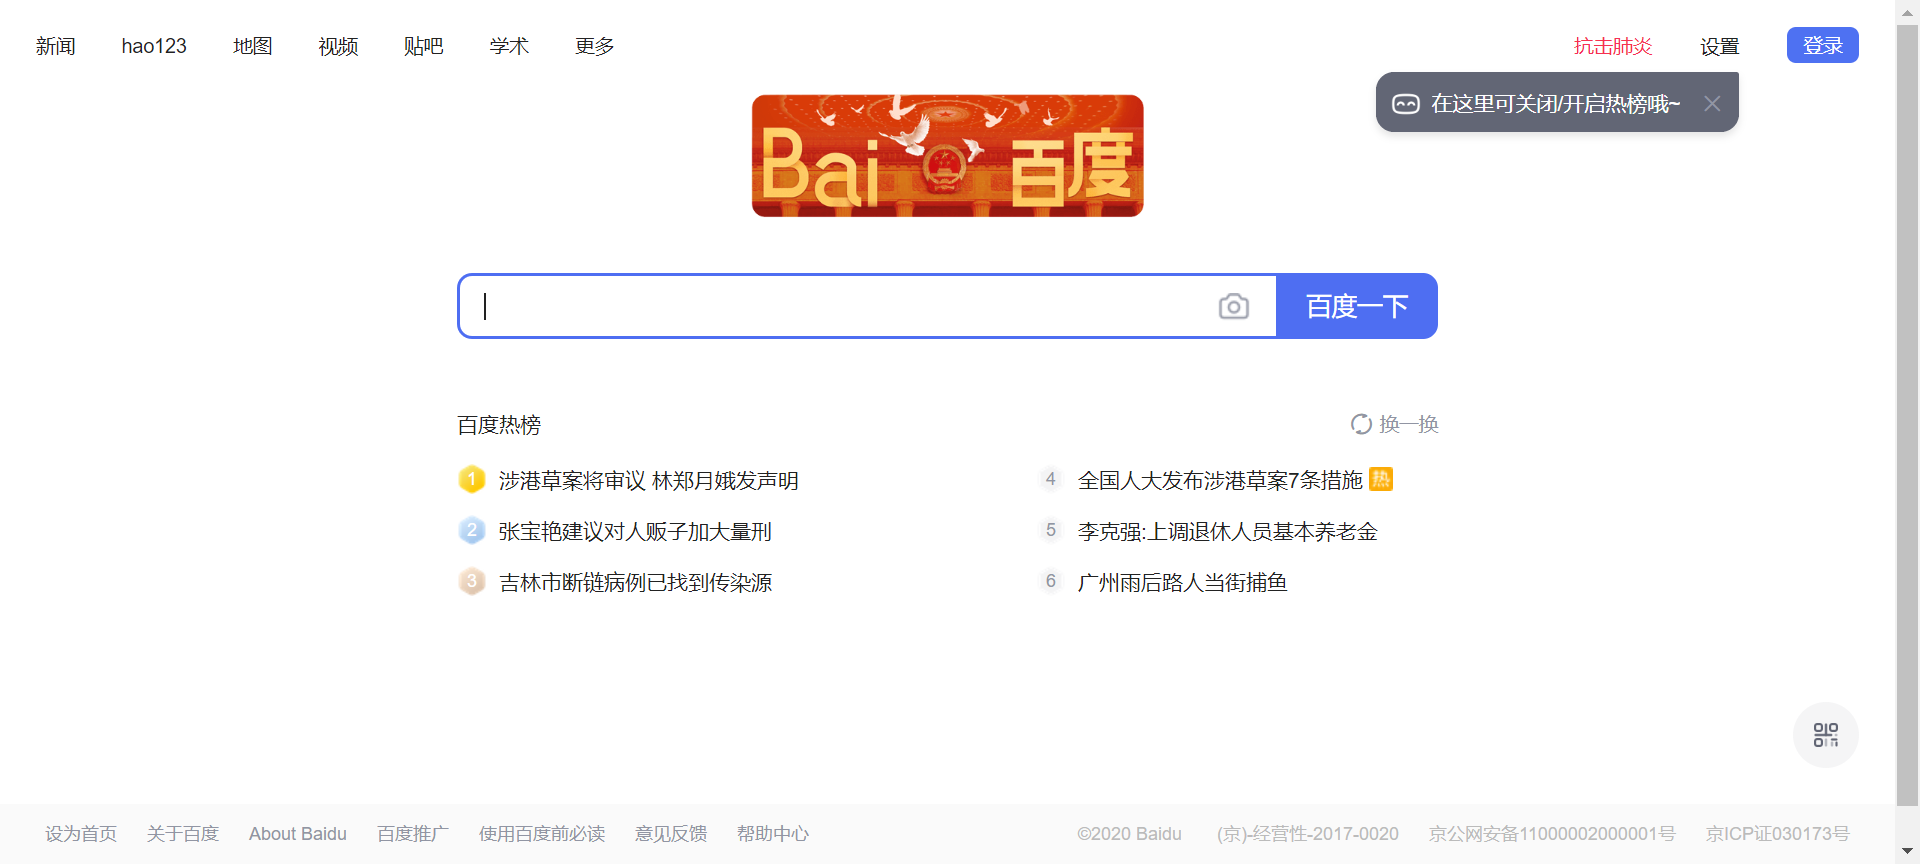 新闻 hao123 地图 视频 贴吧 学术 更多 抗击肺炎 设置 登录
在这里可关闭/开启热榜哦~
Bai 百度
百度一下
百度热榜 换一换
1 涉港草案将审议 林郑月娥发声明
2 张宝艳建议对人贩子加大量刑
3 吉林市断链病例已找到传染源
4 全国人大发布涉港草案7条措施 热
5 李克强:上调退休人员基本养老金
6 广州雨后路人当街捕鱼
设为首页 关于百度 About Baidu 百度推广 使用百度前必读 意见反馈 帮助中心 ©2020 Baidu (京)-经营性-2017-0020 京公网安备11000002000001号 京ICP证030173号